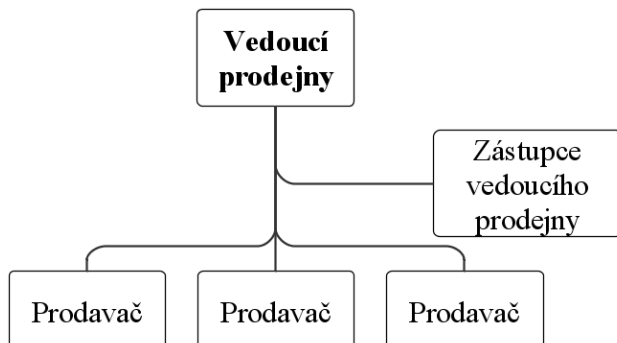 Vedoucí
prodejny
Zástupce
vedoucího
prodejny
Prodavač
Prodavač
Prodavač